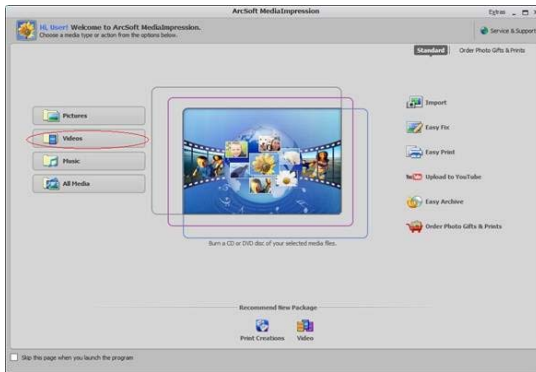 ArcSoft MediaImpression
Extras
Hi, User! Welcome to ArcSoft MediaImpression.
Choose a media type or action from the options below.
Service & Support
Standard
Order Photo Gifts & Prints
Pictures
Videos
Music
All Media
Import
Easy Fix
Easy Print
Upload to YouTube
Easy Archive
Order Photo Gifts & Prints
Burn a CD or DVD disc of your selected media files.
Recommend New Package
Print Creations
Video
Skip this page when you launch the program